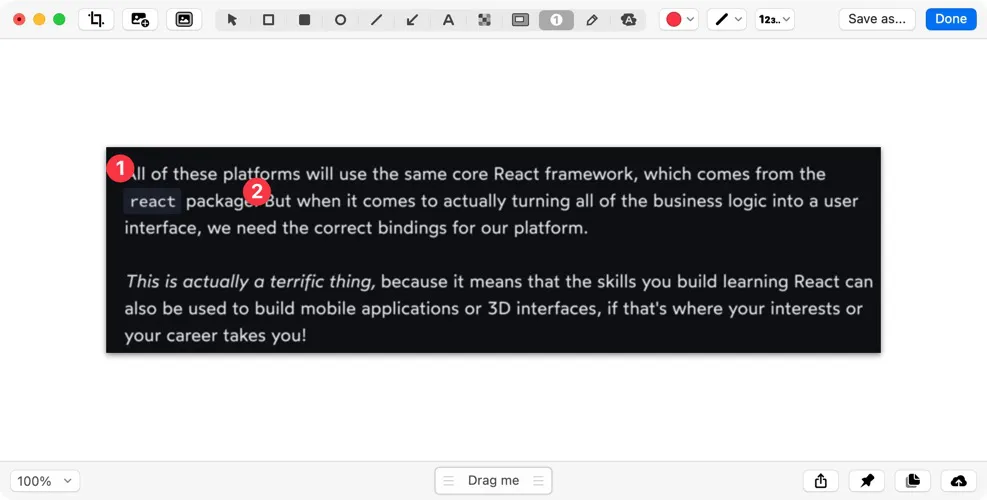 A
1
123..
Save as...
Done
1
All of these platforms will use the same core React framework, which comes from the
2
react package. But when it comes to actually turning all of the business logic into a user
interface, we need the correct bindings for our platform.
This is actually a terrific thing, because it means that the skills you build learning React can
also be used to build mobile applications or 3D interfaces, if that's where your interests or
your career takes you!
100%
Drag me